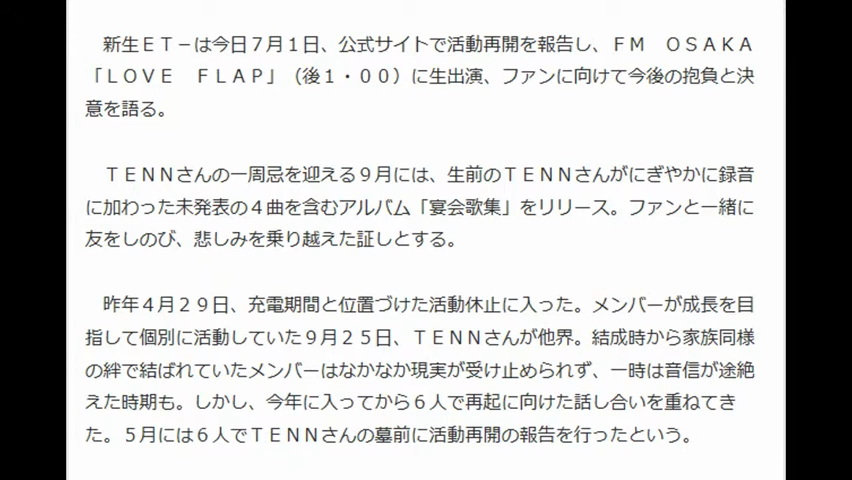 新生ＥＴ－は今日７月１日、公式サイトで活動再開を報告し、ＦＭ　ＯＳＡＫＡ
「ＬＯＶＥ　ＦＬＡＰ」（後１・００）に生出演、ファンに向けて今後の抱負と決
意を語る。
ＴＥＮＮさんの一周忌を迎える９月には、生前のＴＥＮＮさんがにぎやかに録音
に加わった未発表の４曲を含むアルバム「宴会歌集」をリリース。ファンと一緒に
友をしのび、悲しみを乗り越えた証しとする。
昨年４月２９日、充電期間と位置づけた活動休止に入った。メンバーが成長を目
指して個別に活動していた９月２５日、ＴＥＮＮさんが他界。結成時から家族同様
の絆で結ばれていたメンバーはなかなか現実が受け止められず、一時は音信が途絶
えた時期も。しかし、今年に入ってから６人で再起に向けた話し合いを重ねてき
た。５月には６人でＴＥＮＮさんの墓前に活動再開の報告を行ったという。